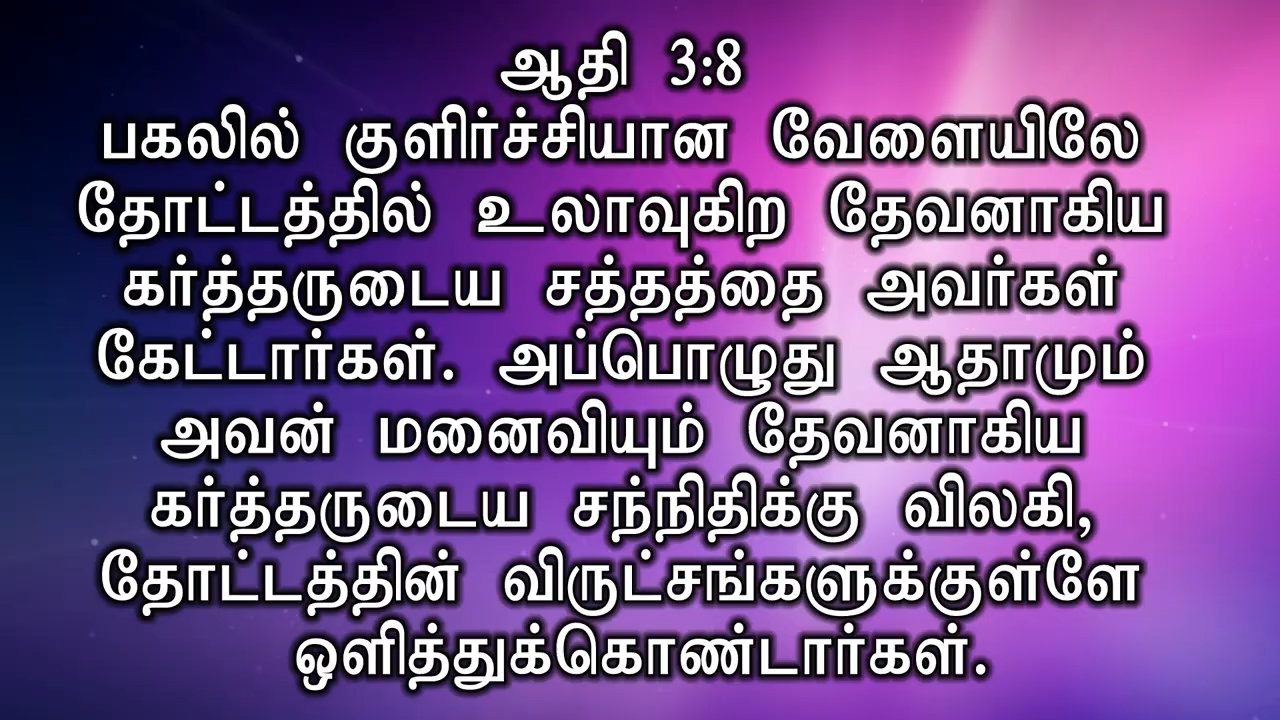 ஆதி 3:8
பகலில் குளிர்ச்சியான வேளையிலே
தோட்டத்தில் உலாவுகிற தேவனாகிய
கர்த்தருடைய சத்தத்தை அவர்கள்
கேட்டார்கள். அப்பொழுது ஆதாமும்
அவன் மனைவியும் தேவனாகிய
கர்த்தருடைய சந்நிதிக்கு விலகி,
தோட்டத்தின் விருட்சங்களுக்குள்ளே
ஒளித்துக்கொண்டார்கள்.